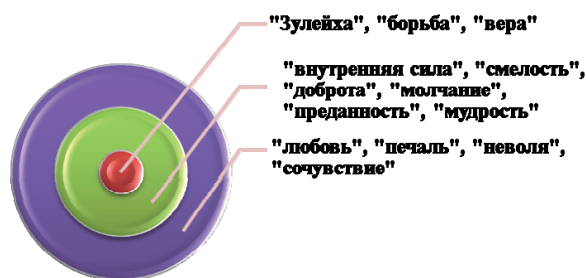 "Зулейха", "борьба", "вера"
"внутренняя сила", "смелость",
"доброта", "молчание",
"преданность", "мудрость"
"любовь", "печаль", "неволя",
"сочувствие"